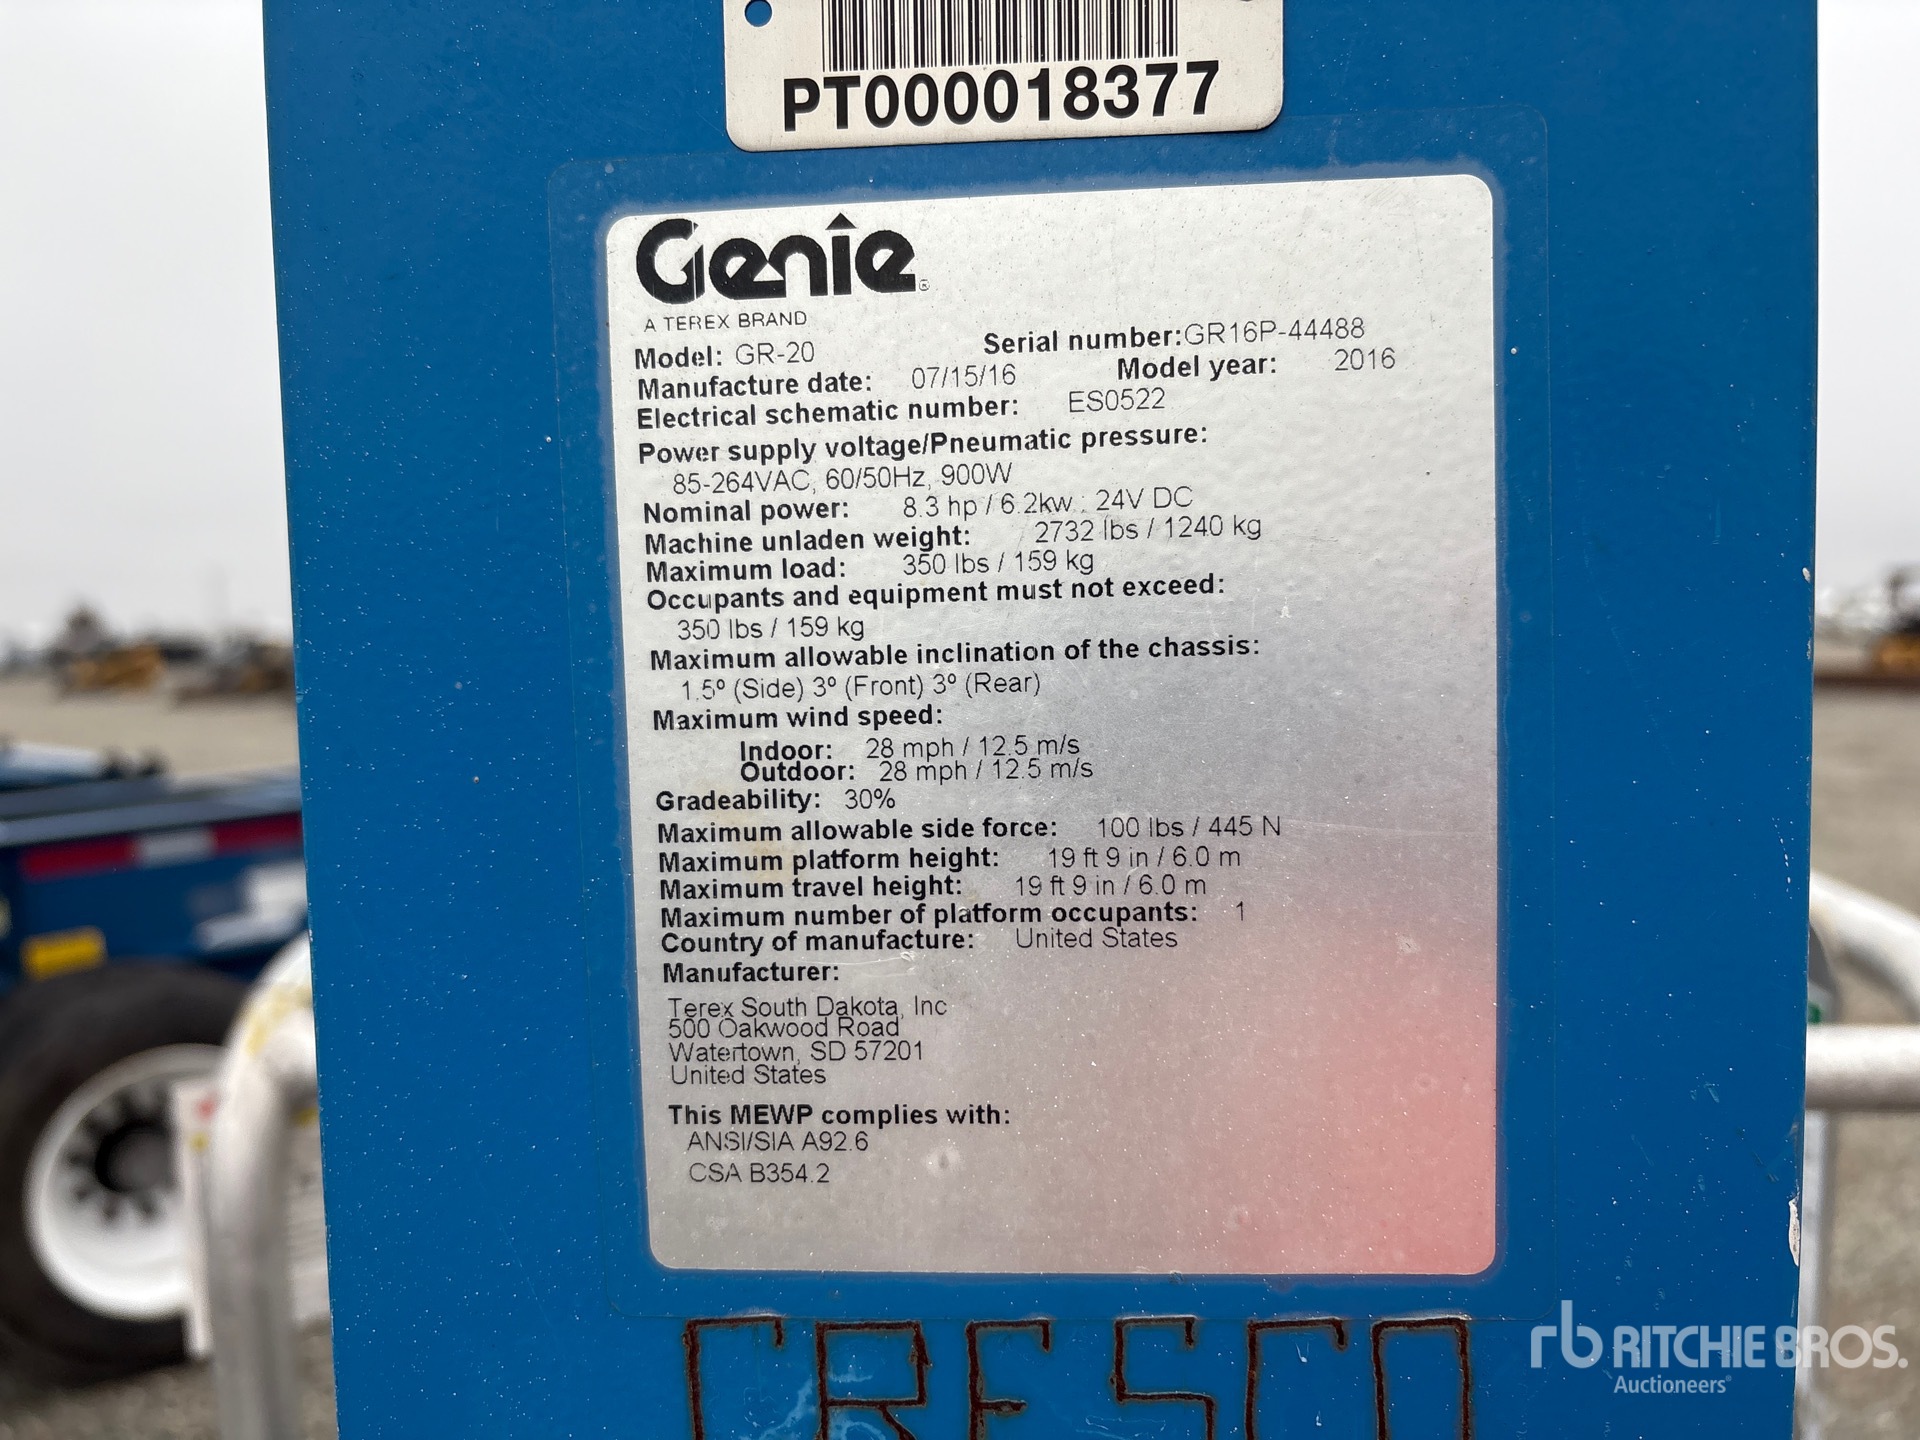 PT000018377
Genie®
A TEREX BRAND
Model: GR-20 Serial number:GR16P-44488
Manufacture date: 07/15/16 Model year: 2016
Electrical schematic number: ES0522
Power supply voltage/Pneumatic pressure:
85-264VAC, 60/50Hz, 900W
Nominal power: 8.3 hp / 6.2kw : 24V DC
Machine unladen weight: 2732 lbs / 1240 kg
Maximum load: 350 lbs / 159 kg
Occupants and equipment must not exceed:
350 lbs / 159 kg
Maximum allowable inclination of the chassis:
1.5º (Side) 3º (Front) 3º (Rear)
Maximum wind speed:
Indoor: 28 mph / 12.5 m/s
Outdoor: 28 mph / 12.5 m/s
Gradeability: 30%
Maximum allowable side force: 100 lbs / 445 N
Maximum platform height: 19 ft 9 in / 6.0 m
Maximum travel height: 19 ft 9 in / 6.0 m
Maximum number of platform occupants: 1
Country of manufacture: United States
Manufacturer:
Terex South Dakota, Inc
500 Oakwood Road
Watertown, SD 57201
United States
This MEWP complies with:
ANSI/SIA A92.6
CSA B354.2
CRESCO
rb RITCHIE BROS.
Auctioneers